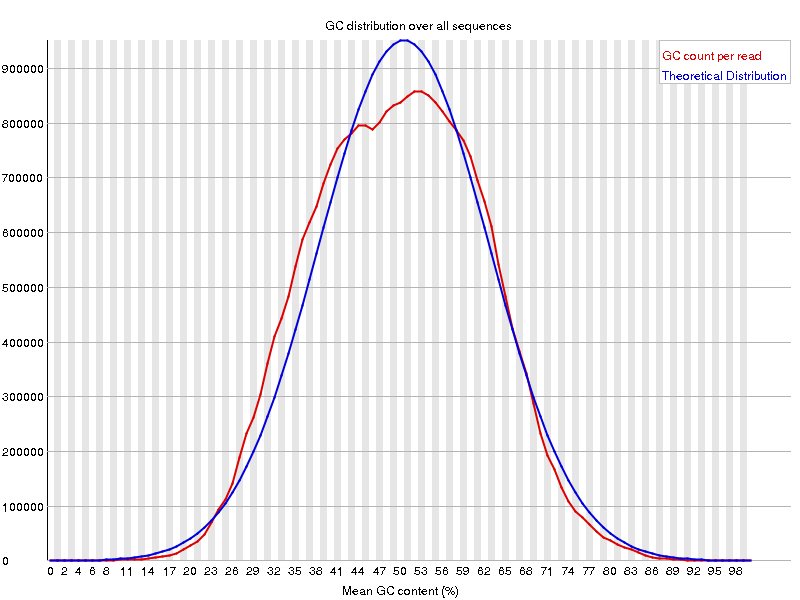 GC distribution over all sequences
GC count per read
Theoretical Distribution
900000
800000
700000
600000
500000
400000
300000
200000
100000
0
0 2 4 6 8 11 14 17 20 23 26 29 32 35 38 41 44 47 50 53 56 59 62 65 68 71 74 77 80 83 86 89 92 95 98
Mean GC content (%)